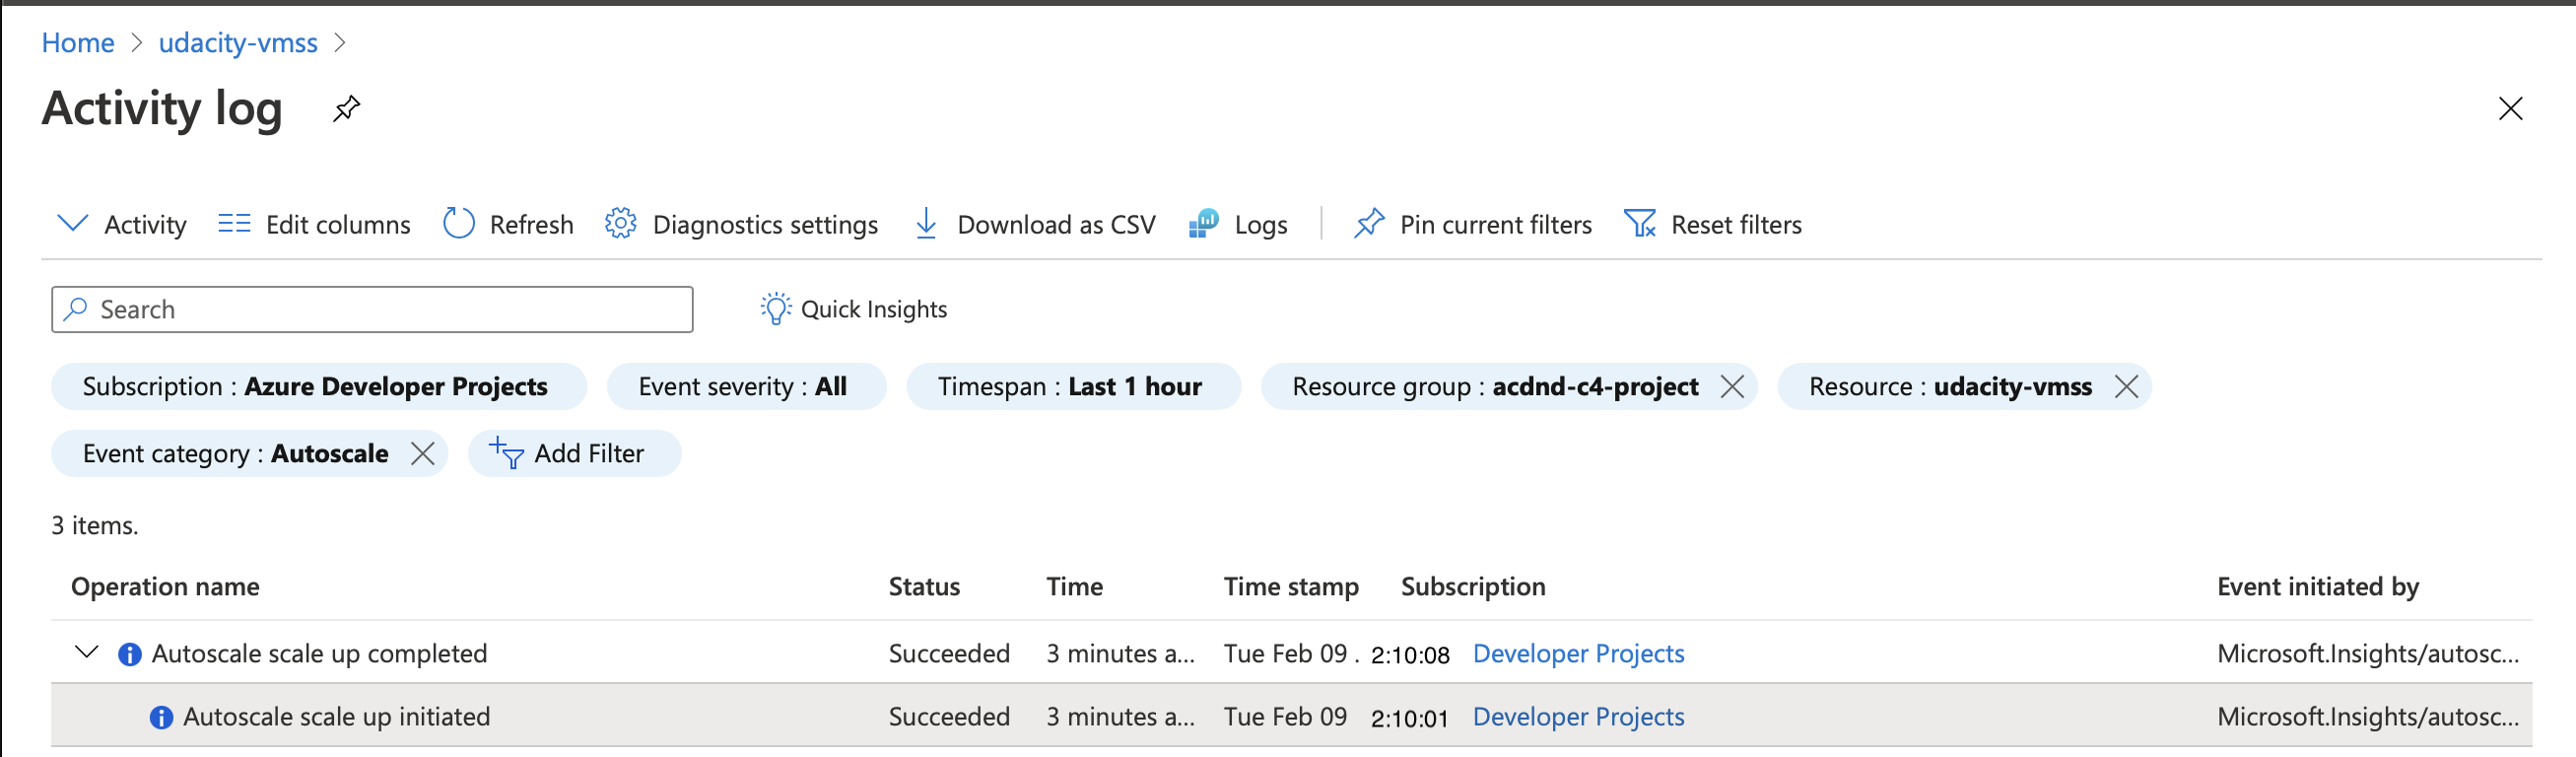 Home > udacity-vmss >
Activity log
Activity Edit columns Refresh Diagnostics settings Download as CSV Logs Pin current filters Reset filters
Search Quick Insights
Subscription : Azure Developer Projects Event severity : All Timespan : Last 1 hour Resource group : acdnd-c4-project Resource : udacity-vmss
Event category : Autoscale Add Filter
3 items.
Operation name Status Time Time stamp Subscription Event initiated by
Autoscale scale up completed Succeeded 3 minutes a... Tue Feb 09 . 2:10:08 Developer Projects Microsoft.Insights/autosc...
Autoscale scale up initiated Succeeded 3 minutes a... Tue Feb 09 2:10:01 Developer Projects Microsoft.Insights/autosc...